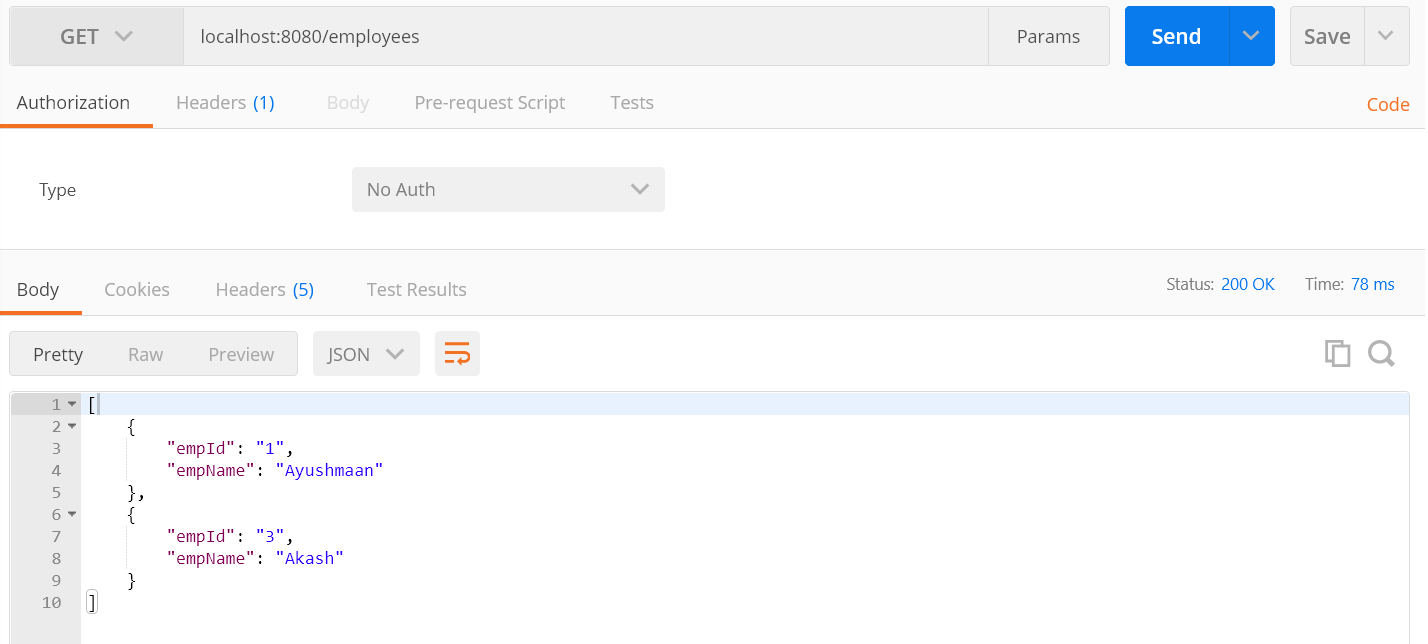 GET localhost:8080/employees Params Send Save
Authorization Headers (1) Body Pre-request Script Tests Code
Type No Auth
Body Cookies Headers (5) Test Results Status: 200 OK Time: 78 ms
Pretty Raw Preview JSON
1 [
2 {
3 "empId": "1",
4 "empName": "Ayushmaan"
5 },
6 {
7 "empId": "3",
8 "empName": "Akash"
9 }
10 ]